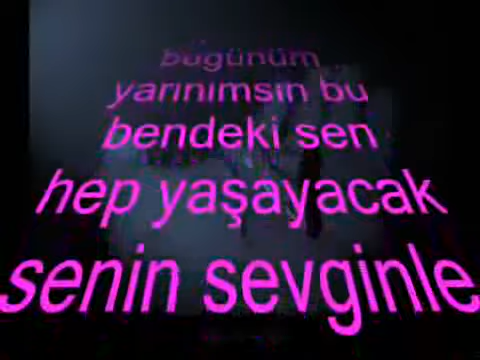 bugünüm
yarınımsın bu
bendeki sen
hep yaşayacak
senin sevginle